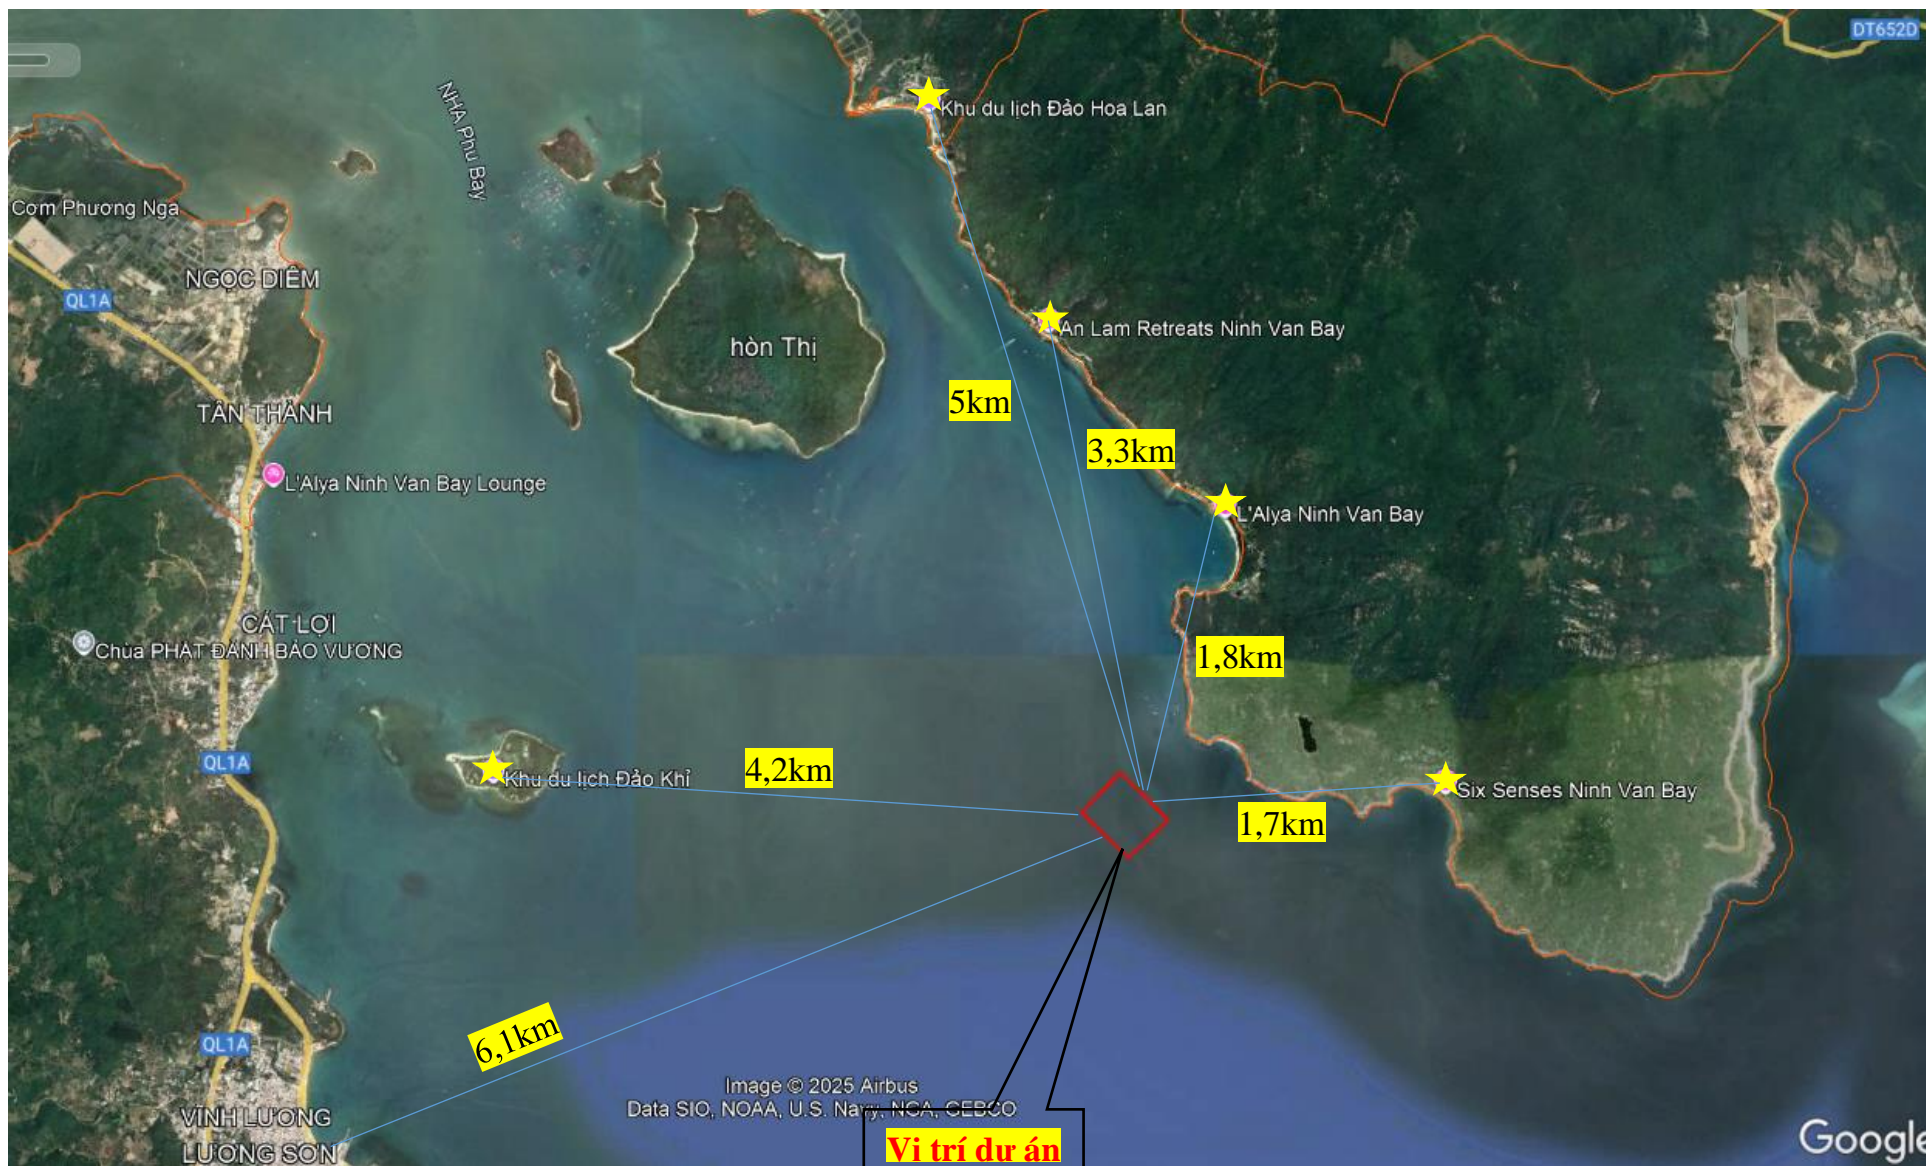 DT652D
Khu du lịch Đảo Hoa Lan
NHA Phu Bay
Cơm Phương Nga
NGỌC DIÊM
QL1A
An Lam Retreats Ninh Van Bay
hòn Thị
5km
TÂN THÀNH
3,3km
L'Alya Ninh Van Bay Lounge
L'Alya Ninh Van Bay
CÁT LỢI
Chùa PHẬT ĐẢNH BẢO VƯƠNG
1,8km
QL1A
Khu du lịch Đảo Khỉ
4,2km
Six Senses Ninh Van Bay
1,7km
6,1km
QL1A
Image © 2025 Airbus
Data SIO, NOAA, U.S. Navy, NGA, GEBCO
VĨNH LƯƠNG
LƯƠNG SƠN
Vị trí dự án
Google